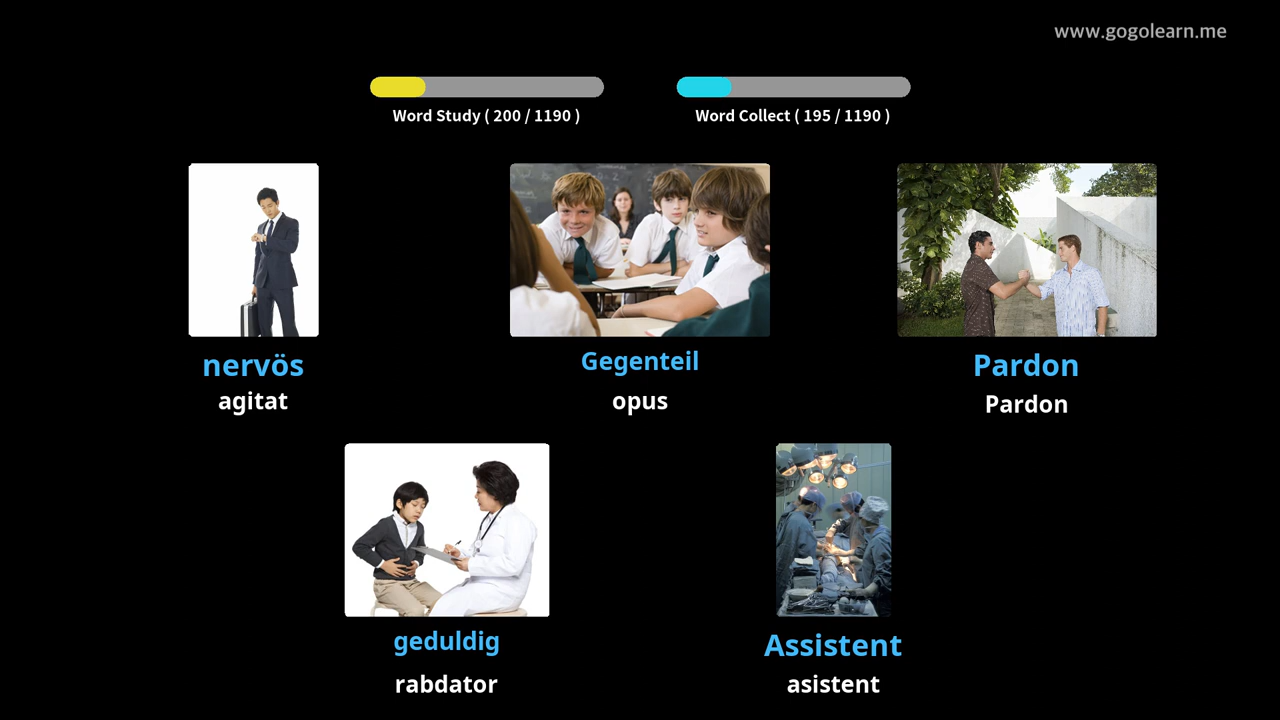 www.gogolearn.me
Word Study ( 200 / 1190 )
Word Collect ( 195 / 1190 )
nervös
agitat
Gegenteil
opus
Pardon
Pardon
geduldig
rabdator
Assistent
asistent